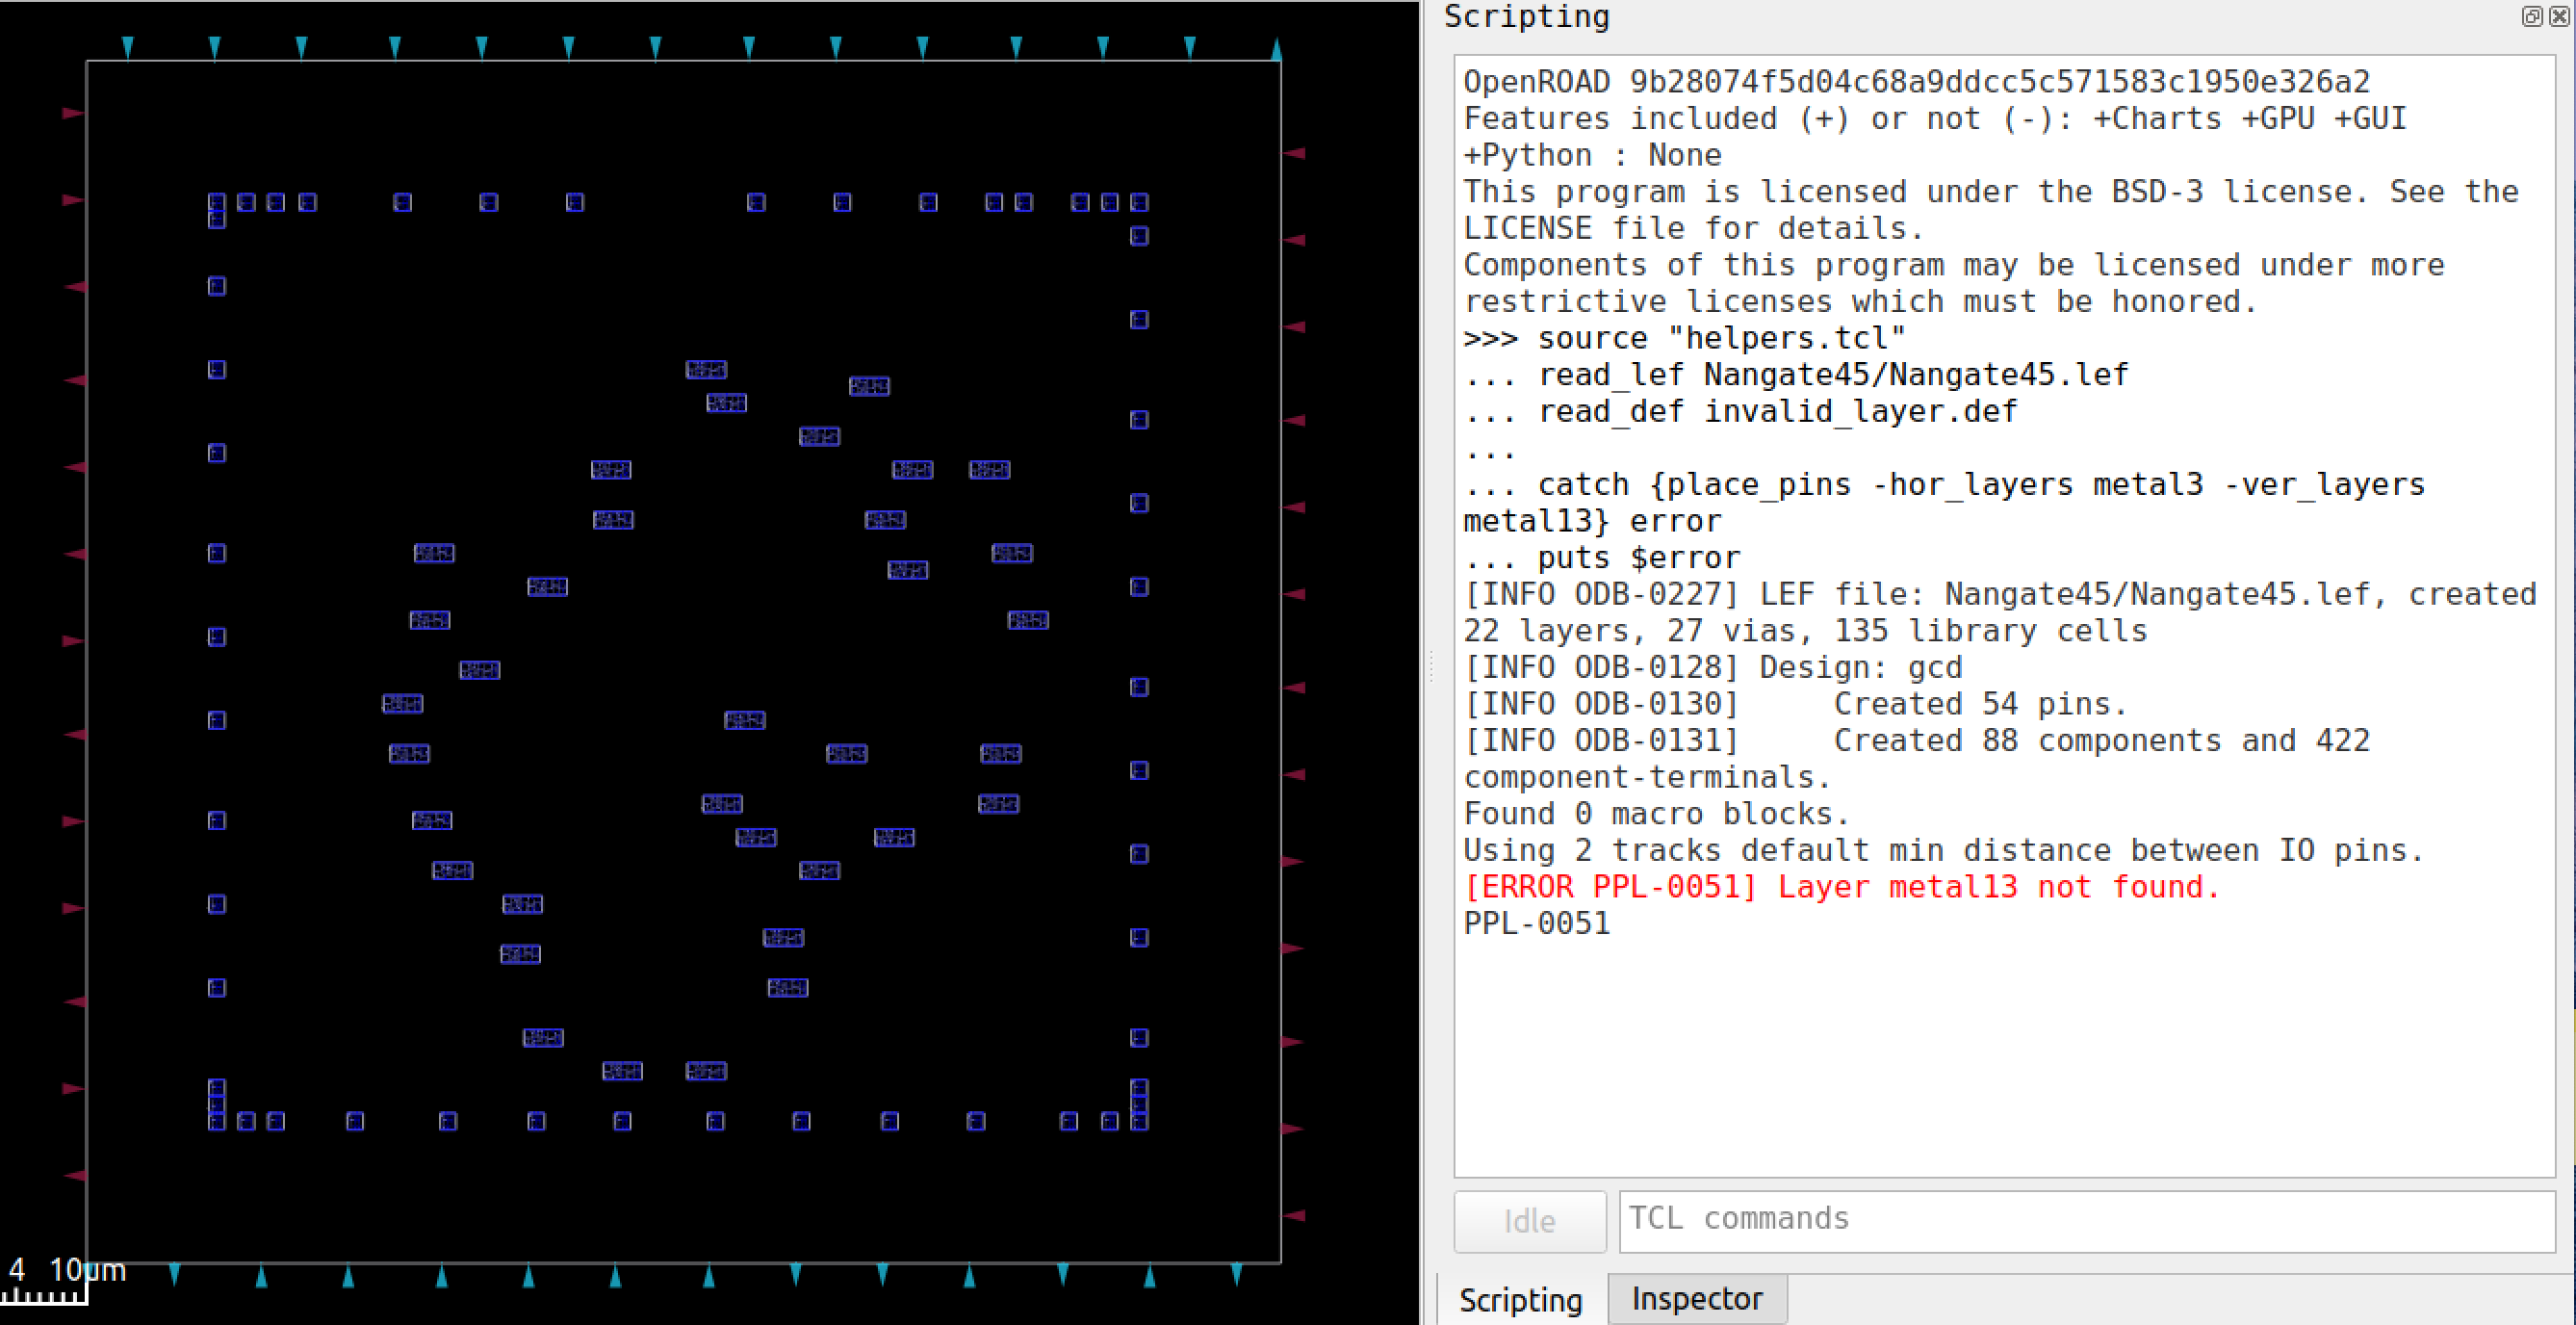 Scripting
OpenROAD 9b28074f5d04c68a9ddcc5c571583c1950e326a2
Features included (+) or not (-): +Charts +GPU +GUI
+Python : None
This program is licensed under the BSD-3 license. See the
LICENSE file for details.
Components of this program may be licensed under more
restrictive licenses which must be honored.
>>> source "helpers.tcl"
... read_lef Nangate45/Nangate45.lef
... read_def invalid_layer.def
...
... catch {place_pins -hor_layers metal3 -ver_layers
metal13} error
... puts $error
[INFO ODB-0227] LEF file: Nangate45/Nangate45.lef, created
22 layers, 27 vias, 135 library cells
[INFO ODB-0128] Design: gcd
[INFO ODB-0130]     Created 54 pins.
[INFO ODB-0131]     Created 88 components and 422
component-terminals.
Found 0 macro blocks.
Using 2 tracks default min distance between IO pins.
[ERROR PPL-0051] Layer metal13 not found.
PPL-0051
Idle
TCL commands
4 10um
Scripting
Inspector